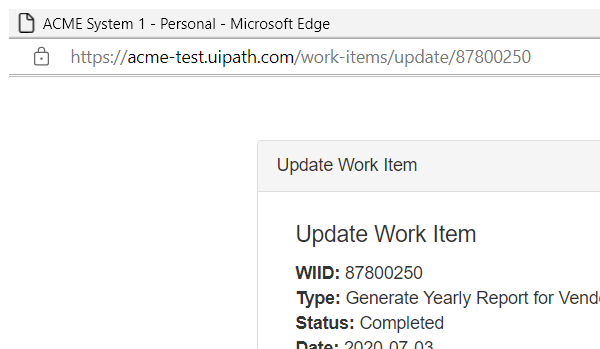 ACME System 1 - Personal - Microsoft Edge
https://acme-test.uipath.com/work-items/update/87800250
Update Work Item
Update Work Item
WIID: 87800250
Type: Generate Yearly Report for Vend
Status: Completed
Date: 2020-07-03